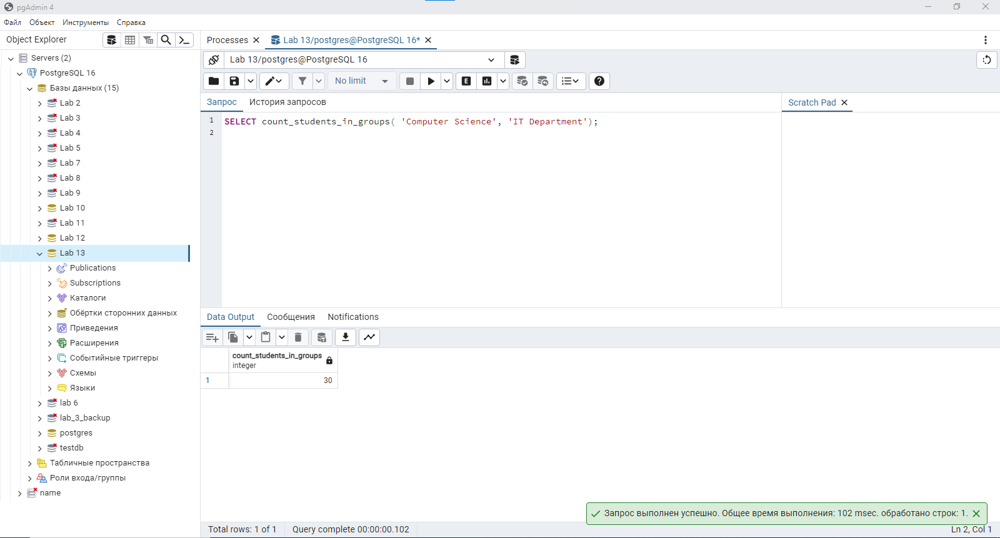 pgAdmin 4
Файл Объект Инструменты Справка
Object Explorer
Servers (2)
PostgreSQL 16
Базы данных (15)
Lab 2
Lab 3
Lab 4
Lab 5
Lab 7
Lab 8
Lab 9
Lab 10
Lab 11
Lab 12
Lab 13
Publications
Subscriptions
Каталоги
Обёртки сторонних данных
Приведения
Расширения
Событийные триггеры
Схемы
Языки
lab 6
lab_3_backup
postgres
testdb
Табличные пространства
Роли входа/группы
name
Processes Lab 13/postgres@PostgreSQL 16*
Lab 13/postgres@PostgreSQL 16
No limit E
Запрос История запросов
Scratch Pad
1 SELECT count_students_in_groups( 'Computer Science', 'IT Department');
2
Data Output Сообщения Notifications
count_students_in_groups
integer
1 30
Запрос выполнен успешно. Общее время выполнения: 102 msec. обработано строк: 1.
Total rows: 1 of 1 Query complete 00:00:00.102 Ln 2, Col 1